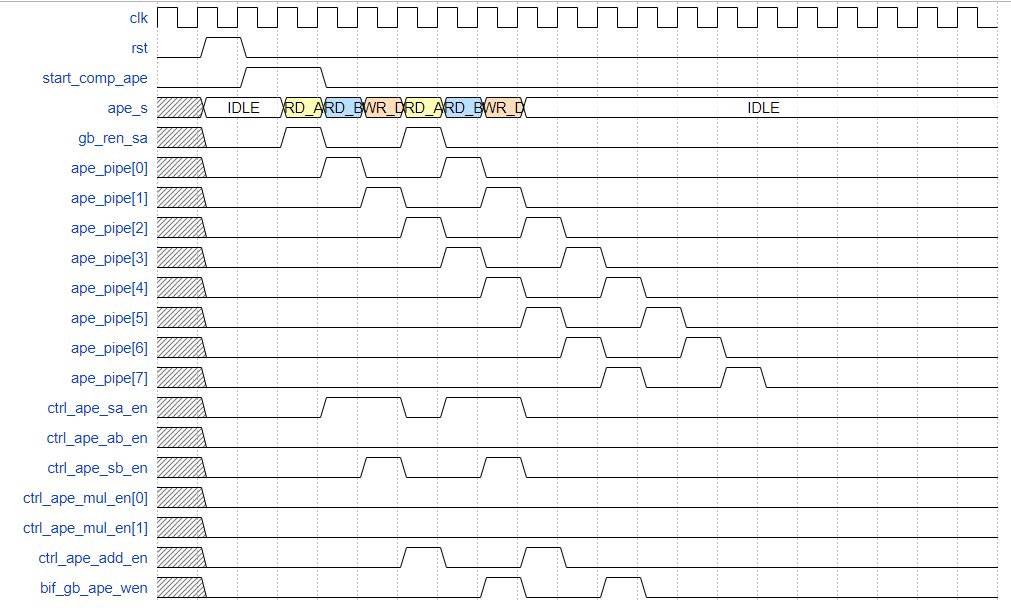 clk
rst
start_comp_ape
ape_s IDLE RD_A RD_B WR_D RD_A RD_B WR_D IDLE
gb_ren_sa
ape_pipe[0]
ape_pipe[1]
ape_pipe[2]
ape_pipe[3]
ape_pipe[4]
ape_pipe[5]
ape_pipe[6]
ape_pipe[7]
ctrl_ape_sa_en
ctrl_ape_ab_en
ctrl_ape_sb_en
ctrl_ape_mul_en[0]
ctrl_ape_mul_en[1]
ctrl_ape_add_en
bif_gb_ape_wen